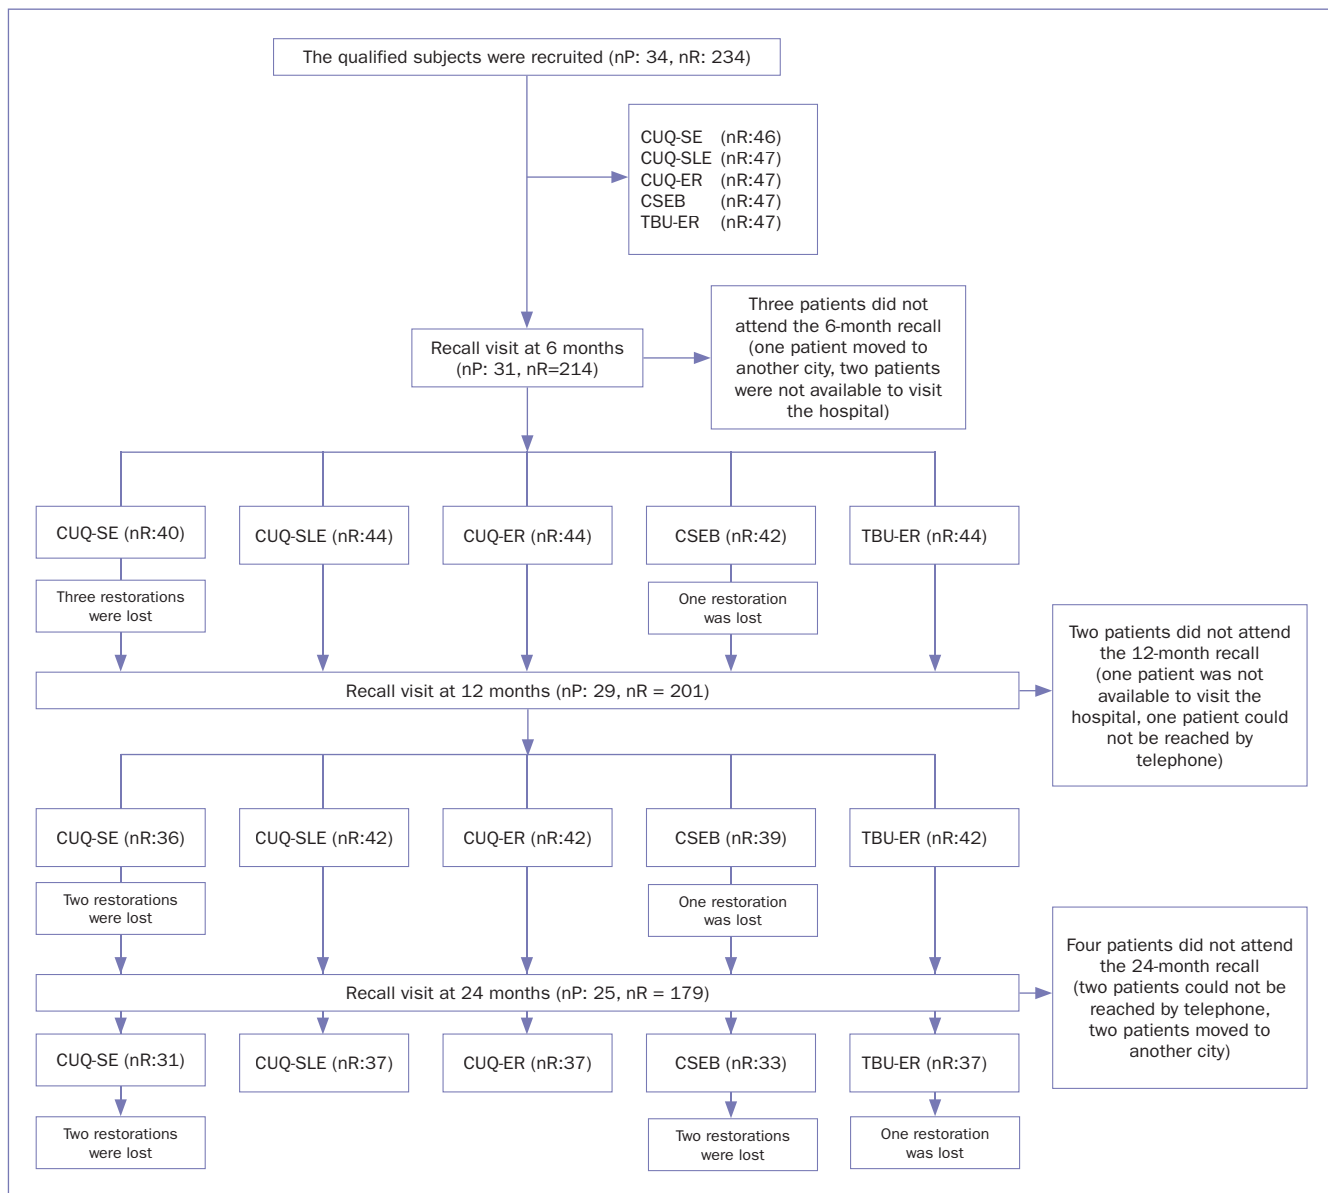 The qualified subjects were recruited (nP: 34, nR: 234)
CUQ-SE (nR:46)
CUQ-SLE (nR:47)
CUQ-ER (nR:47)
CSEB (nR:47)
TBU-ER (nR:47)
Recall visit at 6 months
(nP: 31, nR=214)
Three patients did not
attend the 6-month recall
(one patient moved to
another city, two patients
were not available to visit
the hospital)
CUQ-SE (nR:40)
CUQ-SLE (nR:44)
CUQ-ER (nR:44)
CSEB (nR:42)
TBU-ER (nR:44)
Three restorations
were lost
One restoration
was lost
Recall visit at 12 months (nP: 29, nR = 201)
Two patients did not attend
the 12-month recall
(one patient was not
available to visit the
hospital, one patient could
not be reached by
telephone)
CUQ-SE (nR:36)
CUQ-SLE (nR:42)
CUQ-ER (nR:42)
CSEB (nR:39)
TBU-ER (nR:42)
Two restorations
were lost
One restoration
was lost
Recall visit at 24 months (nP: 25, nR = 179)
Four patients did not attend
the 24-month recall
(two patients could not be
reached by telephone,
two patients moved to
another city)
CUQ-SE (nR:31)
CUQ-SLE (nR:37)
CUQ-ER (nR:37)
CSEB (nR:33)
TBU-ER (nR:37)
Two restorations
were lost
Two restorations
were lost
One restoration
was lost